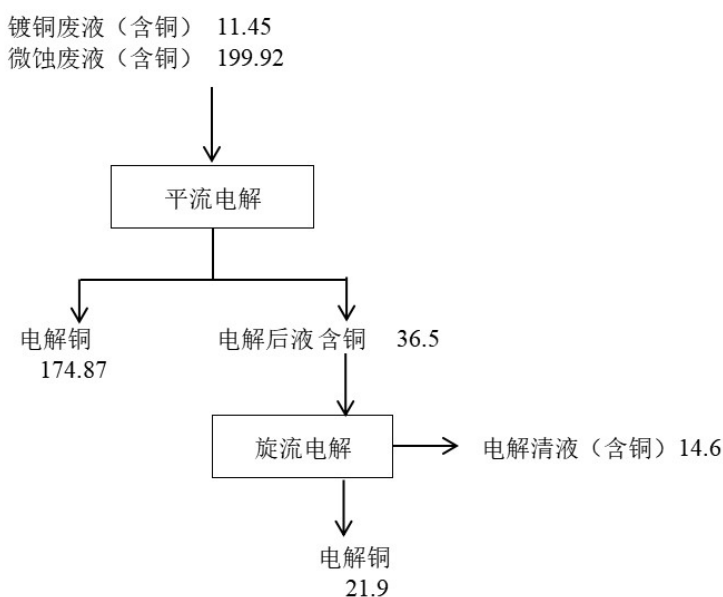 镀铜废液（含铜） 11.45
微蚀废液（含铜） 199.92
平流电解
电解铜
174.87
电解后液含铜 36.5
旋流电解
电解清液（含铜）14.6
电解铜
21.9